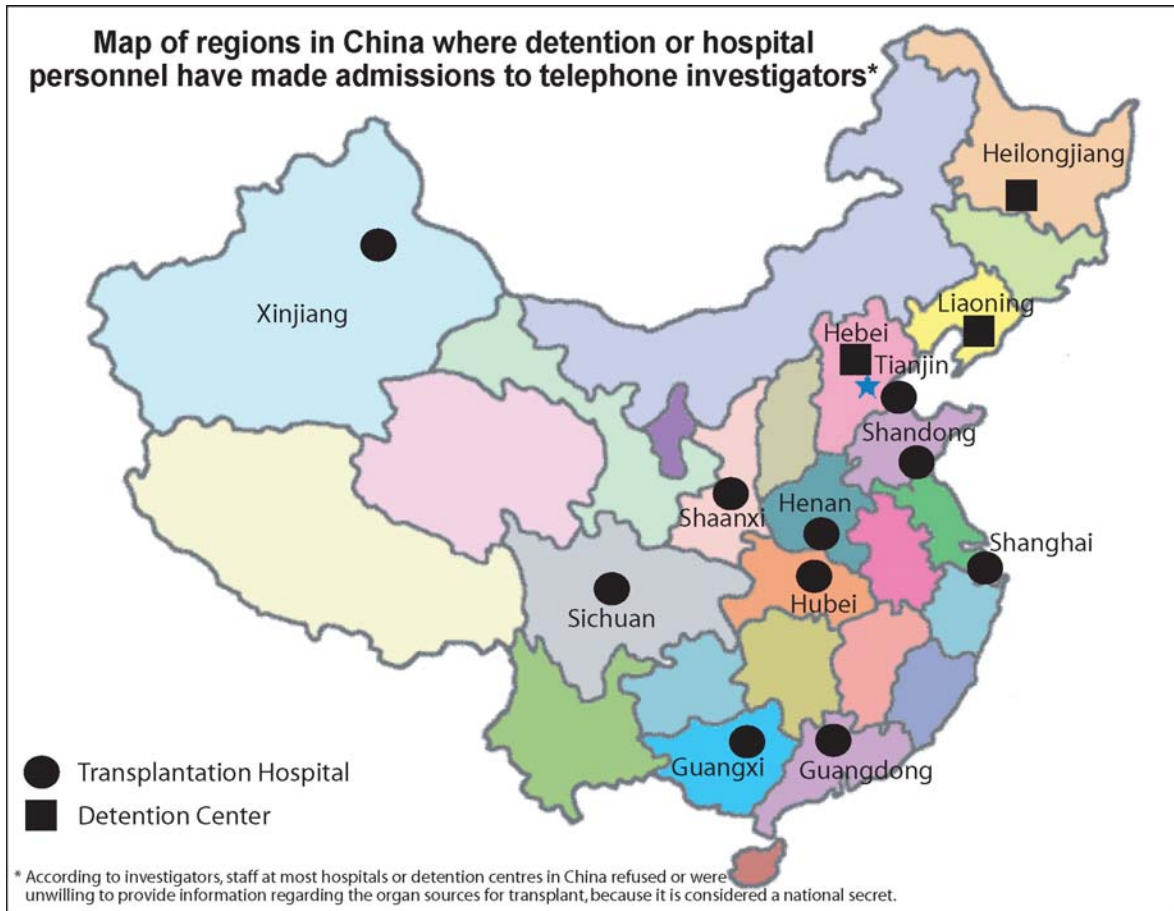 Map of regions in China where detention or hospital
personnel have made admissions to telephone investigators*
Heilongjiang
Xinjiang
Liaoning
Hebei
Tianjin
Shandong
Shaanxi
Henan
Shanghai
Sichuan
Hubei
Guangxi
Guangdong
Transplantation Hospital
Detention Center
* According to investigators, staff at most hospitals or detention centres in China refused or were
unwilling to provide information regarding the organ sources for transplant, because it is considered a national secret.